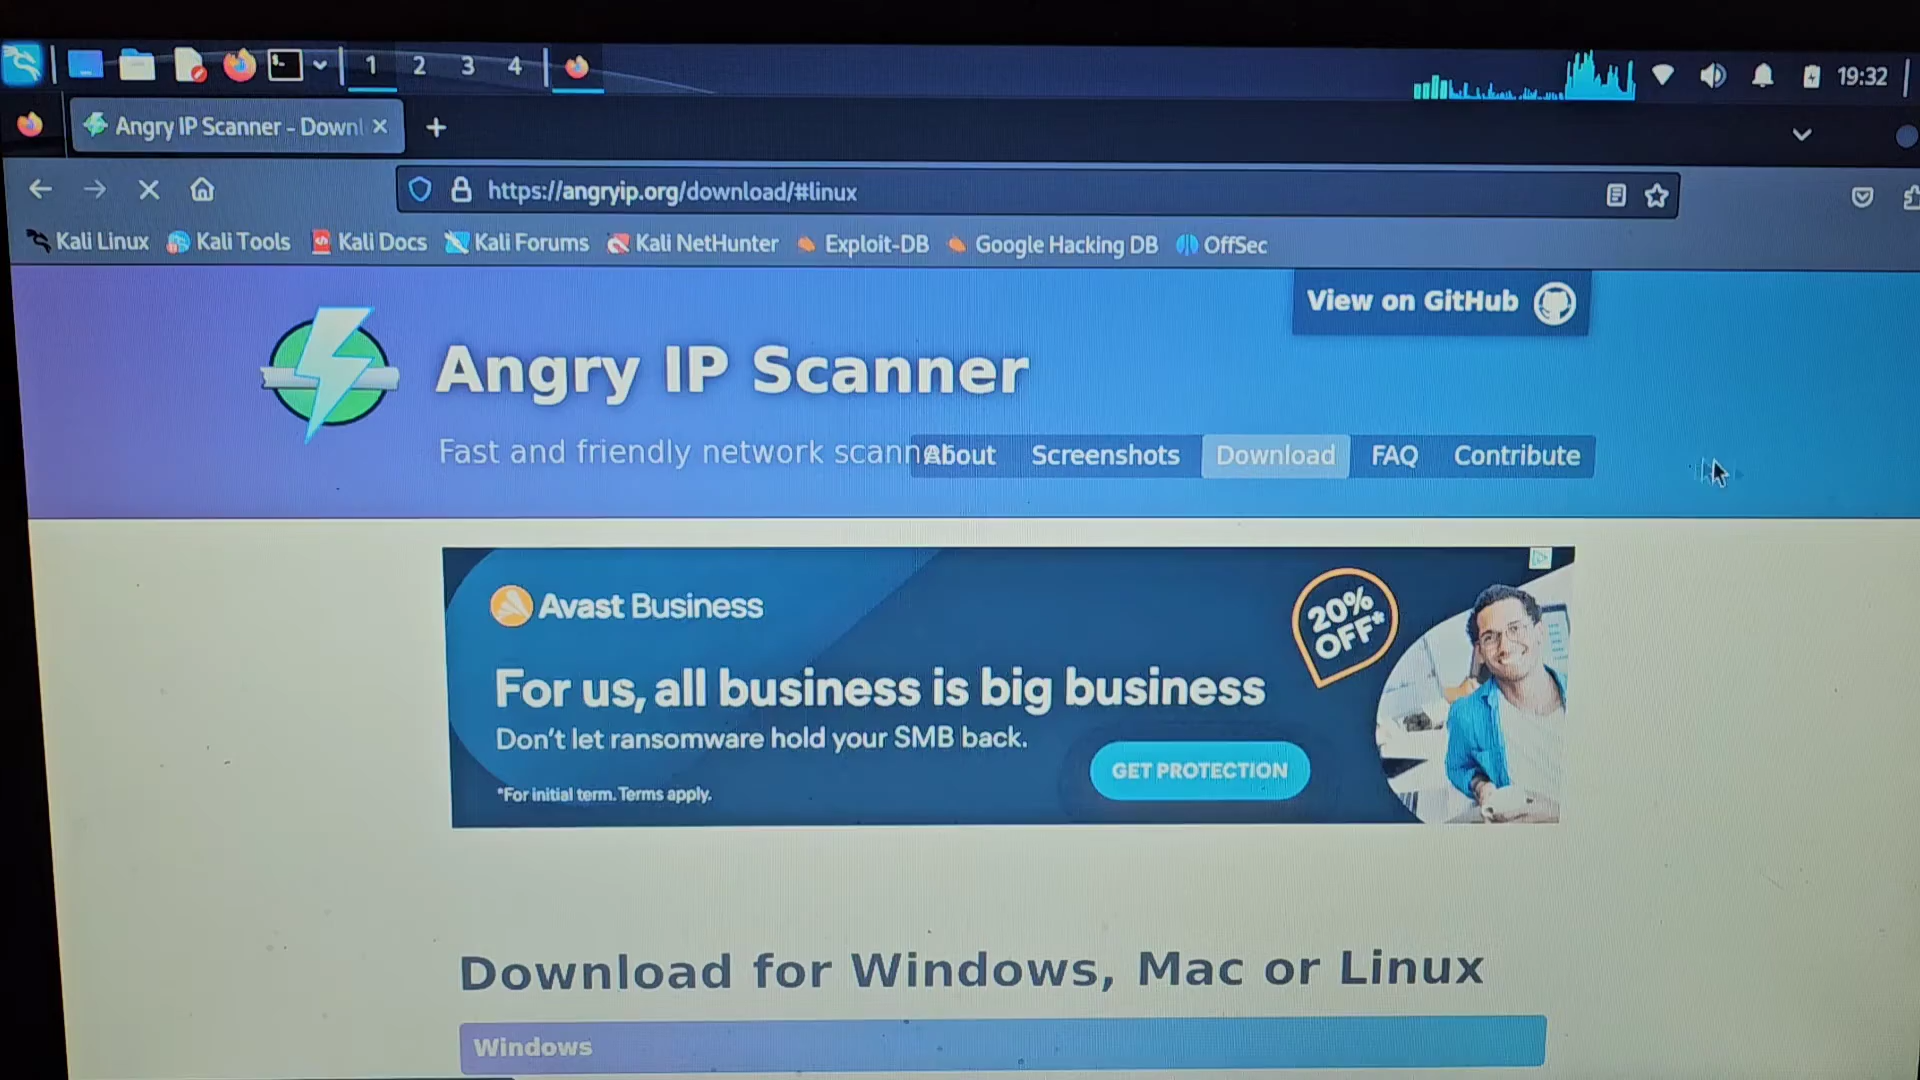 1 2 3 4
19:32
Angry IP Scanner - Downl
https://angryip.org/download/#linux
Kali Linux Kali Tools Kali Docs Kali Forums Kali NetHunter Exploit-DB Google Hacking DB OffSec
View on GitHub
Angry IP Scanner
Fast and friendly network scanner
About Screenshots Download FAQ Contribute
Avast Business
20%
OFF*
For us, all business is big business
Don't let ransomware hold your SMB back.
GET PROTECTION
*For initial term. Terms apply.
Download for Windows, Mac or Linux
Windows